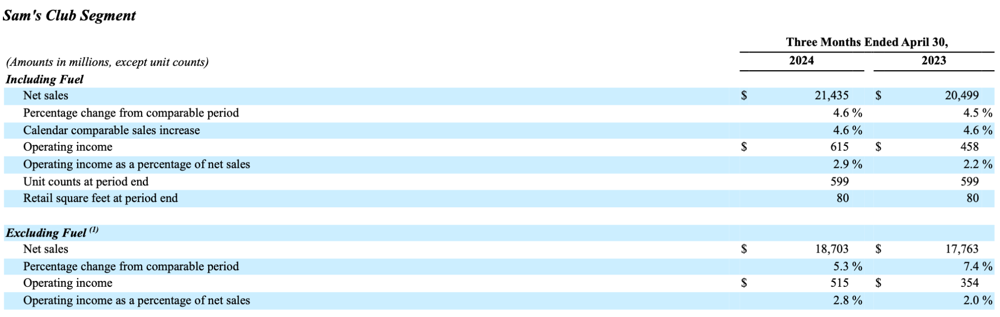 Sam's Club Segment
Three Months Ended April 30,
(Amounts in millions, except unit counts) 2024 2023
Including Fuel
Net sales $ 21,435 $ 20,499
Percentage change from comparable period 4.6 % 4.5 %
Calendar comparable sales increase 4.6 % 4.6 %
Operating income $ 615 $ 458
Operating income as a percentage of net sales 2.9 % 2.2 %
Unit counts at period end 599 599
Retail square feet at period end 80 80
Excluding Fuel (1)
Net sales $ 18,703 $ 17,763
Percentage change from comparable period 5.3 % 7.4 %
Operating income $ 515 $ 354
Operating income as a percentage of net sales 2.8 % 2.0 %